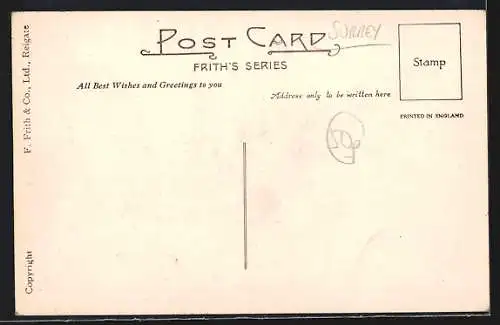 POST CARD
SURREY
FRITH'S SERIES
All Best Wishes and Greetings to you
Address only to be written here
Stamp
PRINTED IN ENGLAND
F. Frith & Co., Ltd., Reigate
Copyright